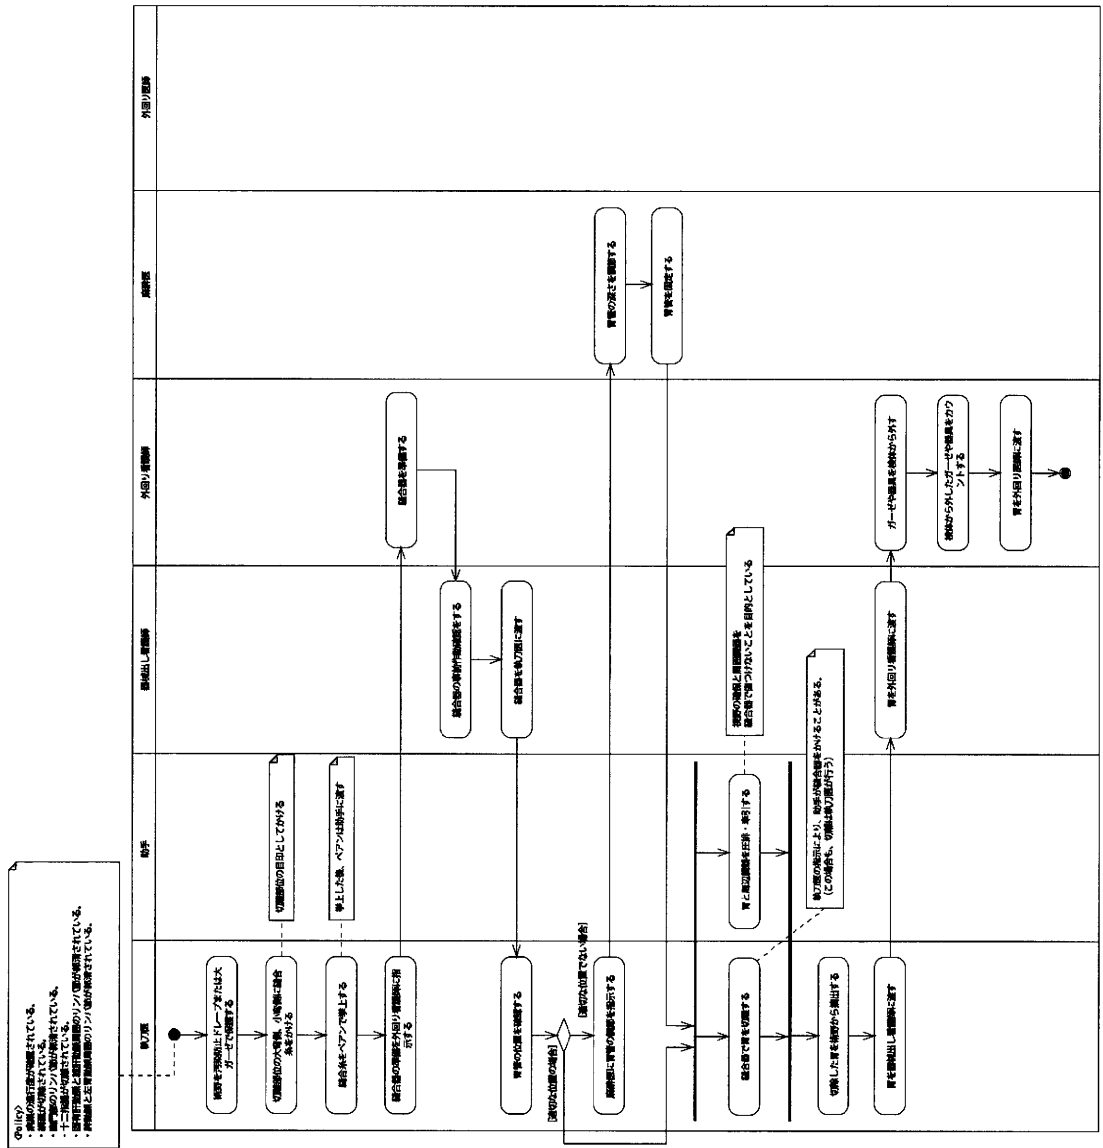 <Policy>
・病巣の進行度が確認されている。
・網嚢が切除されている。
・幽門部のリンパ節が郭清されている。
・十二指腸が切離されている。
・固有肝動脈と総肝動脈周囲のリンパ節が郭清されている。
・脾動脈と左胃動脈周囲のリンパ節が郭清されている。
執刀医
助手
器械出し看護師
外回り看護師
麻酔医
外回り医師
術野を汚染防止ドレープまたは大
ガーゼで保護する
切離部位の大彎側、小彎側に縫合
糸をかける
切離部位の目印としてかける
縫合糸をペアンで挙上する
挙上した後、ペアンは助手に渡す
縫合器の準備を外回り看護師に指
示する
縫合器を準備する
縫合器の事前作動確認をする
縫合器を執刀医に渡す
胃管の位置を確認する
[適切な位置の場合]
[適切な位置でない場合]
麻酔医に胃管の調節を指示する
胃管の深さを調節する
胃管を固定する
縫合器で胃を切離する
胃と周辺臓器を圧排・牽引する
視野の確保と周囲臓器を
縫合器で傷つけないことを目的としている
執刀医の指示により、助手が縫合器をかけることがある。
(この場合も、切離は執刀医が行う)
切除した胃を術野から摘出する
胃を器械出し看護師に渡す
胃を外回り看護師に渡す
ガーゼや器具を検体から外す
検体から外したガーゼや器具をカウ
ントする
胃を外回り医師に渡す